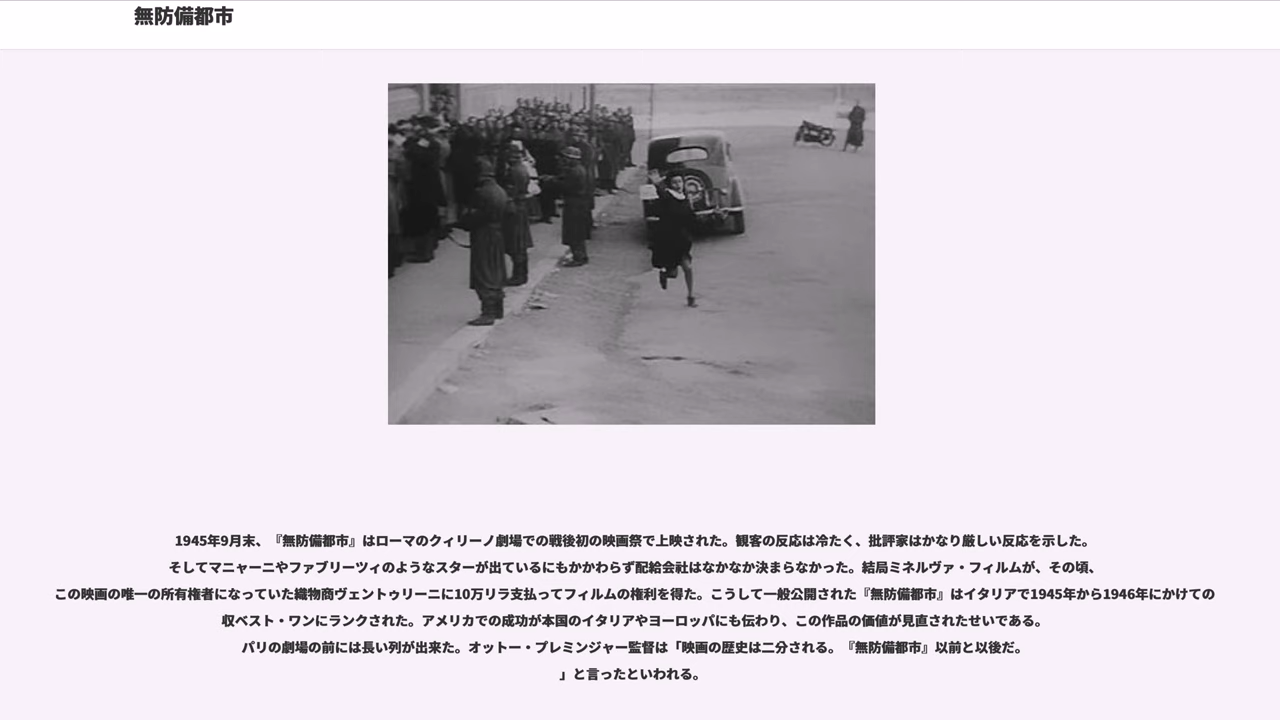 無防備都市
1945年9月末、『無防備都市』はローマのクィリーノ劇場での戦後初の映画祭で上映された。観客の反応は冷たく、批評家はかなり厳しい反応を示した。
そしてマニャーニやファブリーツィのようなスターが出ているにもかかわらず配給会社はなかなか決まらなかった。結局ミネルヴァ・フィルムが、その頃、
この映画の唯一の所有権者になっていた織物商ヴェントゥリーニに10万リラ支払ってフィルムの権利を得た。こうして一般公開された『無防備都市』はイタリアで1945年から1946年にかけての
収ベスト・ワンにランクされた。アメリカでの成功が本国のイタリアやヨーロッパにも伝わり、この作品の価値が見直されたせいである。
パリの劇場の前には長い列が出来た。オットー・プレミンジャー監督は「映画の歴史は二分される。『無防備都市』以前と以後だ。
」と言ったといわれる。